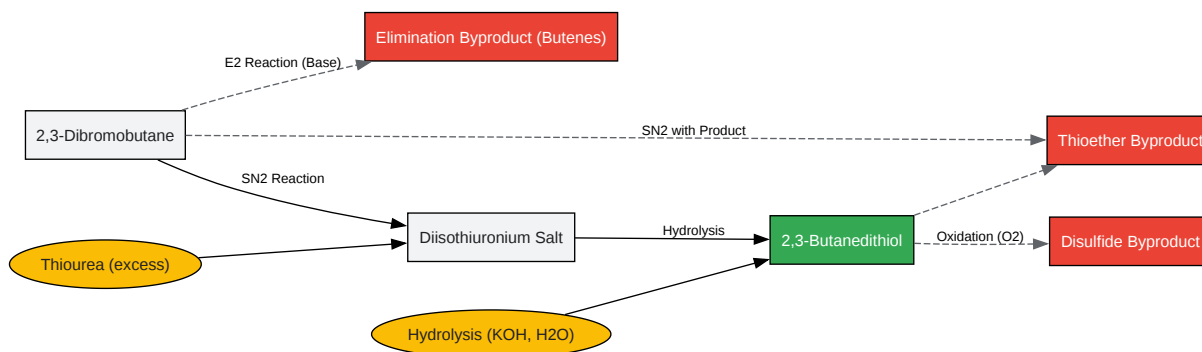 Elimination Byproduct (Butenes)
E2 Reaction (Base)
2,3-Dibromobutane
SN2 with Product
Thioether Byproduct
SN2 Reaction
Diisothiuronium Salt
Hydrolysis
2,3-Butanedithiol
Oxidation (O2)
Disulfide Byproduct
Thiourea (excess)
Hydrolysis (KOH, H2O)